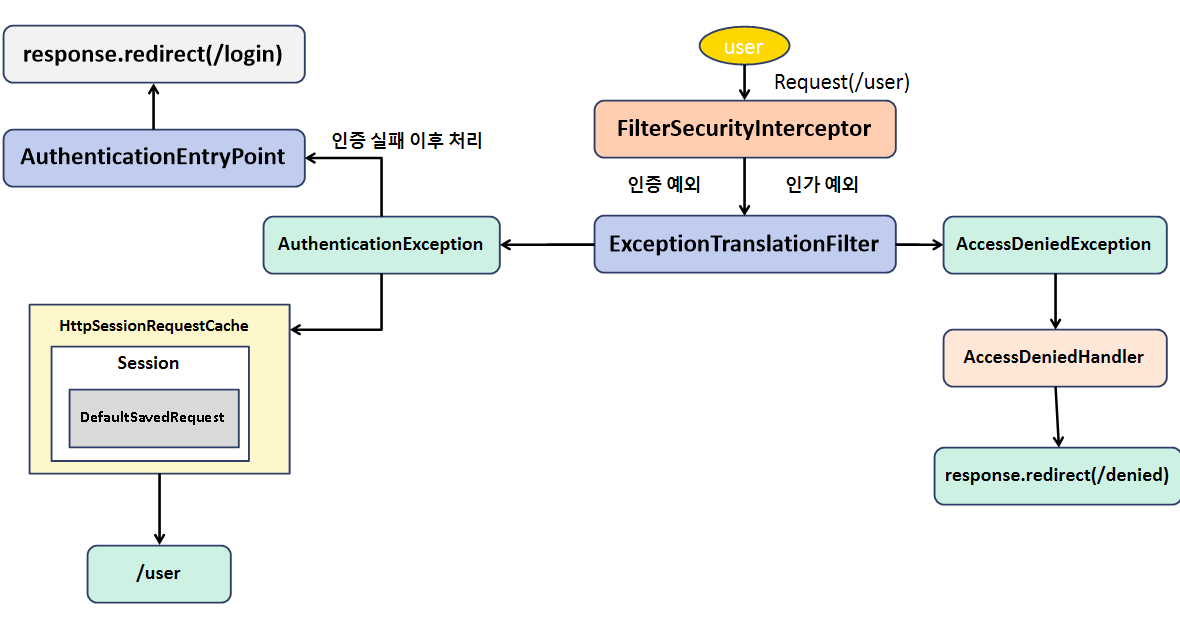 response.redirect(/login)
user
Request(/user)
FilterSecurityInterceptor
AuthenticationEntryPoint
인증 실패 이후 처리
인증 예외
인가 예외
AuthenticationException
ExceptionTranslationFilter
AccessDeniedException
HttpSessionRequestCache
Session
DefaultSavedRequest
AccessDeniedHandler
response.redirect(/denied)
/user